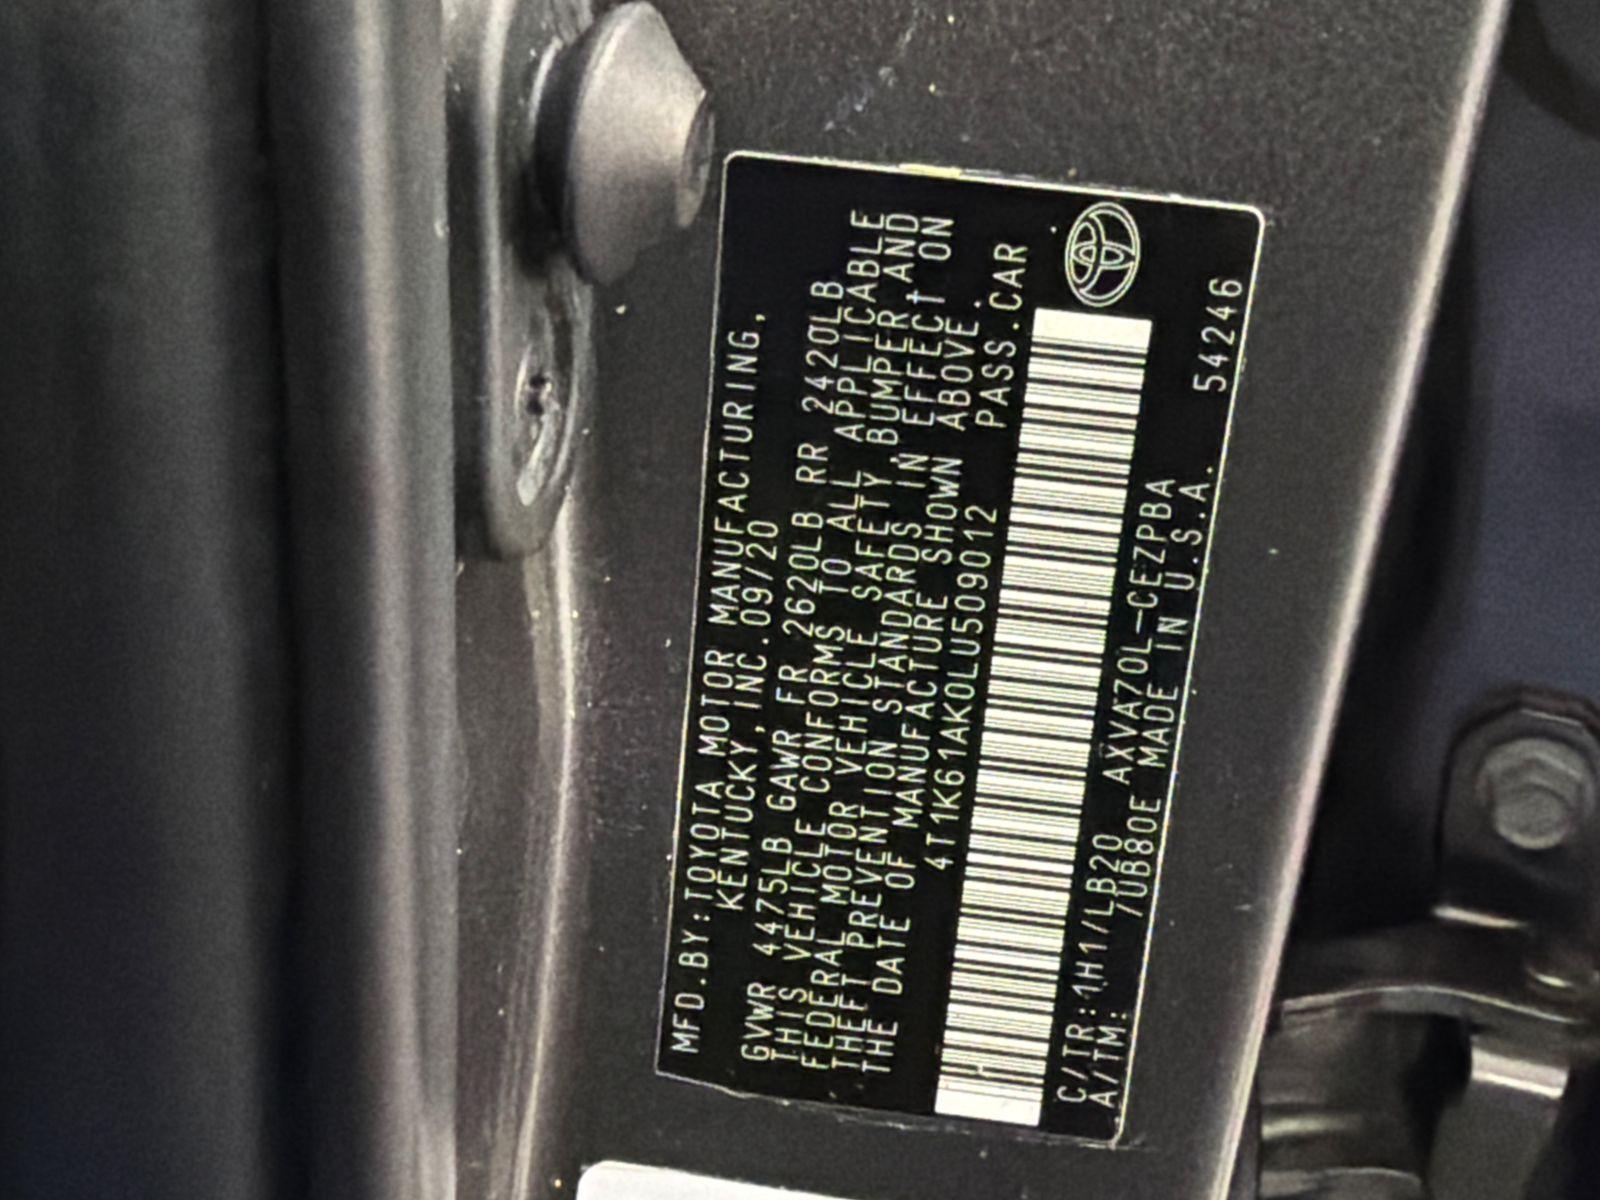 MFD.BY:TOYOTA MOTOR MANUFACTURING,
KENTUCKY,INC.09/20
GVWR 4475LB GAWR FR 2620LB RR 2420LB
THIS VEHICLE CONFORMS TO ALL APPLICABLE
FEDERAL MOTOR VEHICLE SAFETY BUMPER AND
THEFT PREVENTION STANDARDS IN EFFECT ON
THE DATE OF MANUFACTURE SHOWN ABOVE.
4T1K61AK0LU509012 PASS.CAR
C/TR:1H1/LB20 AXVA70L-CEZPBA
A/TM: /UB80E MADE IN U.S.A. 54246